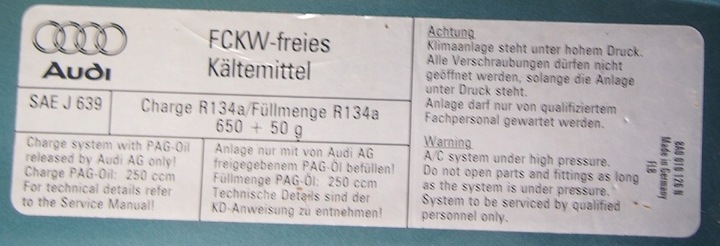 Audi
FCKW-freies
Kältemittel
SAE J 639
Charge R134a/Füllmenge R134a
650 + 50 g
Charge system with PAG-Oil
released by Audi AG only!
Charge PAG-Oil: 250 ccm
For technical details refer
to the Service Manual!
Anlage nur mit von Audi AG
freigegebenem PAG-Öl befüllen!
Füllmenge PAG-Öl: 250 ccm
Technische Details sind der
KD-Anweisung zu entnehmen!
Achtung
Klimaanlage steht unter hohem Druck.
Alle Verschraubungen dürfen nicht
geöffnet werden, solange die Anlage
unter Druck steht.
Anlage darf nur von qualifiziertem
Fachpersonal gewartet werden.
Warning
A/C system under high pressure.
Do not open parts and fittings as long
as the system is under pressure.
System to be serviced by qualified
personnel only.
8A0 010 126 N
Made in Germany